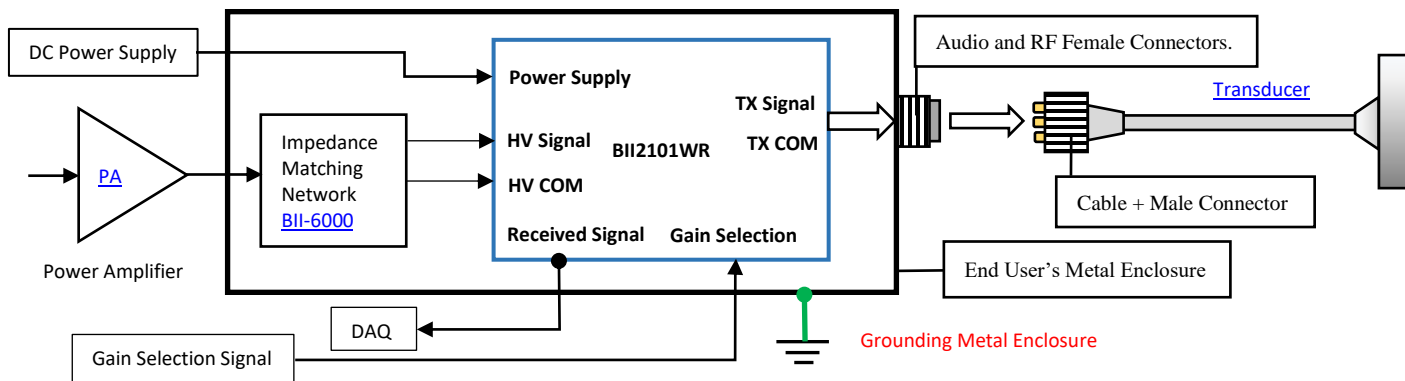 DC Power Supply
PA
Power Amplifier
Impedance
Matching
Network
BII-6000
Power Supply
HV Signal
HV COM
Received Signal
Gain Selection
BII2101WR
TX Signal
TX COM
Audio and RF Female Connectors.
Transducer
Cable + Male Connector
End User's Metal Enclosure
DAQ
Gain Selection Signal
Grounding Metal Enclosure